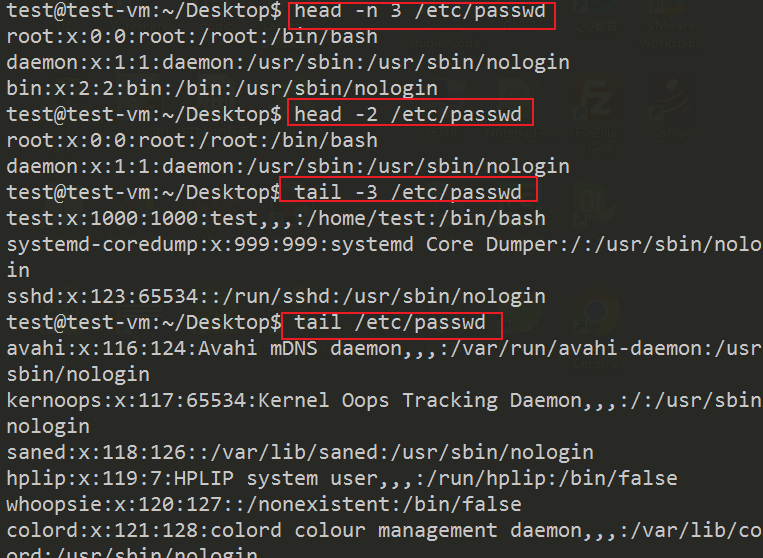 test@test-vm:~/Desktop$ head -n 3 /etc/passwd
root:x:0:0:root:/root:/bin/bash
daemon:x:1:1:daemon:/usr/sbin:/usr/sbin/nologin
bin:x:2:2:bin:/bin:/usr/sbin/nologin
test@test-vm:~/Desktop$ head -2 /etc/passwd
root:x:0:0:root:/root:/bin/bash
daemon:x:1:1:daemon:/usr/sbin:/usr/sbin/nologin
test@test-vm:~/Desktop$ tail -3 /etc/passwd
test:x:1000:1000:test,,,:/home/test:/bin/bash
systemd-coredump:x:999:999:systemd Core Dumper:/:/usr/sbin/nolo
in
sshd:x:123:65534::/run/sshd:/usr/sbin/nologin
test@test-vm:~/Desktop$ tail /etc/passwd
avahi:x:116:124:Avahi mDNS daemon,,,:/var/run/avahi-daemon:/usr
sbin/nologin
kernoops:x:117:65534:Kernel Oops Tracking Daemon,,,:/:/usr/sbin
nologin
saned:x:118:126::/var/lib/saned:/usr/sbin/nologin
hplip:x:119:7:HPLIP system user,,,:/run/hplip:/bin/false
whoopsie:x:120:127::/nonexistent:/bin/false
colord:x:121:128:colord colour management daemon,,,:/var/lib/co
ord:/usr/sbin/nologin